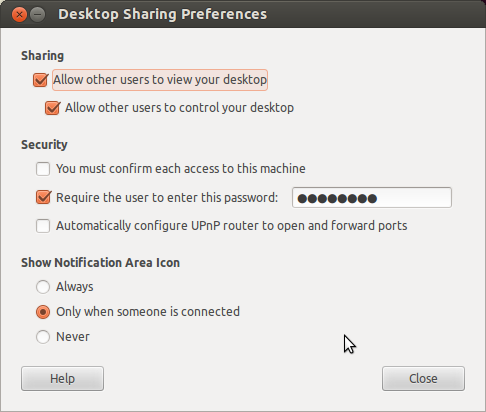 Desktop Sharing Preferences
Sharing
Allow other users to view your desktop
Allow other users to control your desktop
Security
You must confirm each access to this machine
Require the user to enter this password: ●●●●●●●●
Automatically configure UPnP router to open and forward ports
Show Notification Area Icon
Always
Only when someone is connected
Never
Help Close